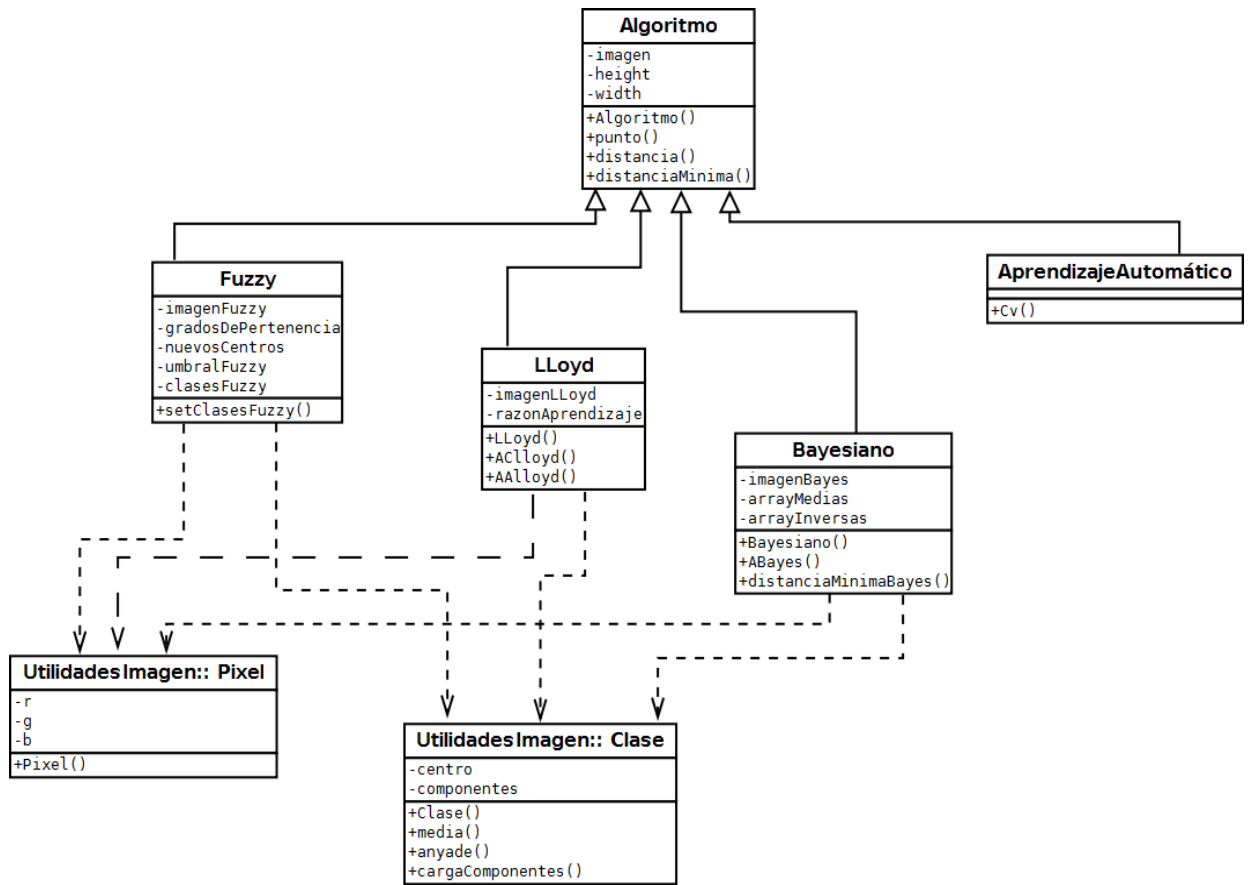 Algoritmo
-imagen
-height
-width
+Algoritmo()
+punto()
+distancia()
+distanciaMinima()
Fuzzy
-imagenFuzzy
-gradosDePertenencia
-nuevosCentros
-umbralFuzzy
-clasesFuzzy
+setClasesFuzzy()
LLoyd
-imagenLLoyd
-razonAprendizaje
+LLoyd()
+AClloyd()
+AAlloyd()
Bayesiano
-imagenBayes
-arrayMedias
-arrayInversas
+Bayesiano()
+ABayes()
+distanciaMinimaBayes()
AprendizajeAutomático
+Cv()
UtilidadesImagen:: Pixel
-r
-g
-b
+Pixel()
UtilidadesImagen:: Clase
-centro
-componentes
+Clase()
+media()
+anyade()
+cargaComponentes()